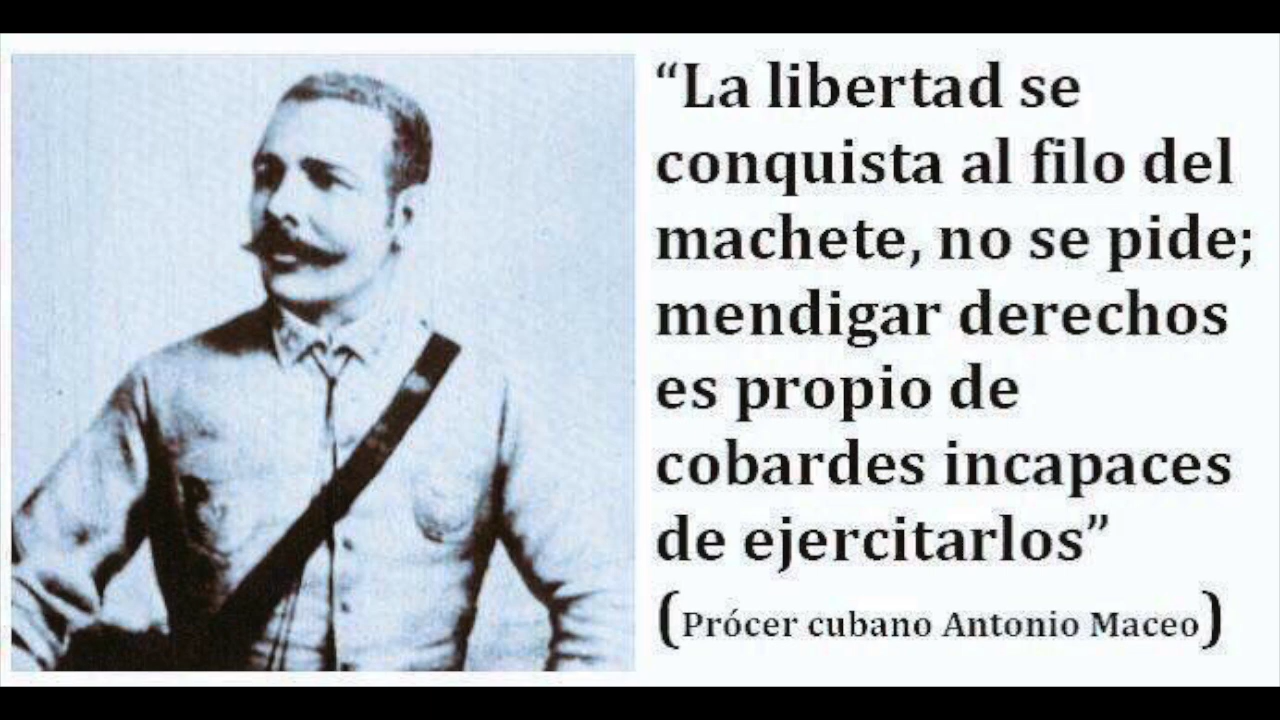 “La libertad se
conquista al filo del
machete, no se pide;
mendigar derechos
es propio de
cobardes incapaces
de ejercitarlos”
(Prócer cubano Antonio Maceo)